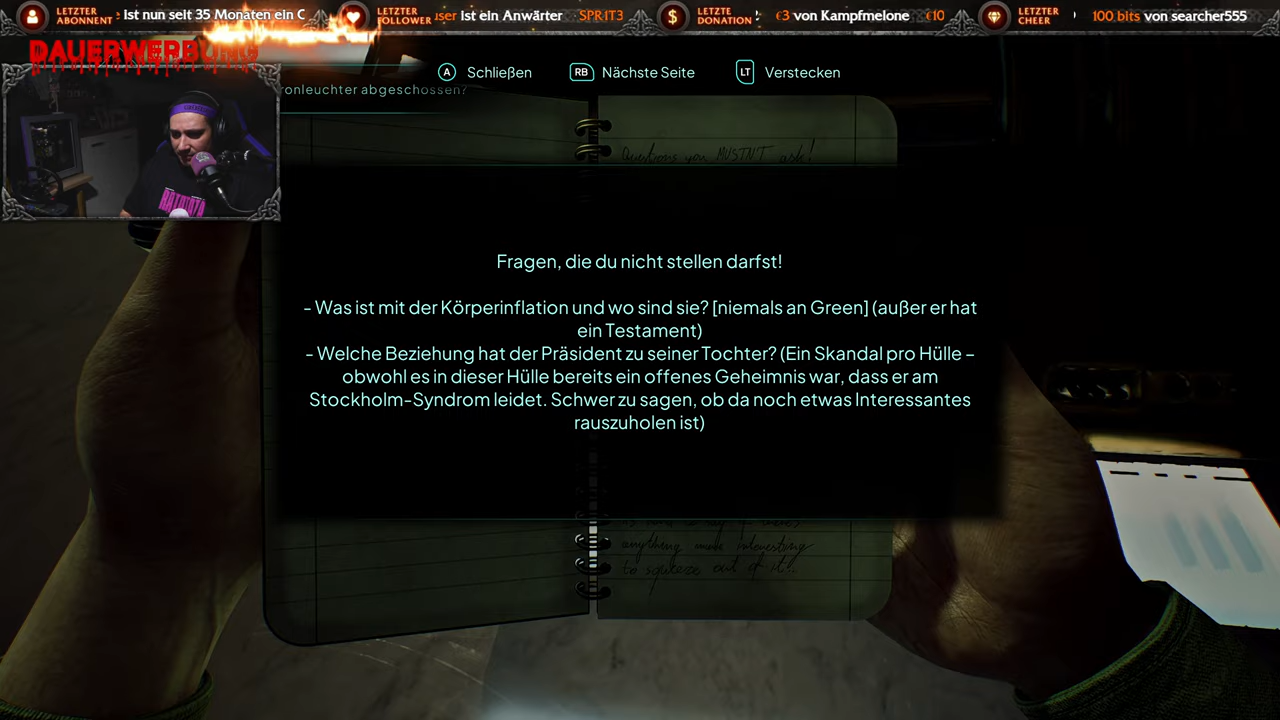 LETZTER ABONNENT
ist nun seit 35 Monaten ein C
LETZTER FOLLOWER
user ist ein Anwärter
SPR1T3
LETZTE DONATION
€3 von Kampfmelone
€10
LETZTER CHEER
100 bits von searcher555
DAUERWERBUNG
A Schließen
RB Nächste Seite
LT Verstecken
ronleuchter abgeschossen?
Questions you MUSTN'T ask!
Fragen, die du nicht stellen darfst!
- Was ist mit der Körperinflation und wo sind sie? [niemals an Green] (außer er hat
ein Testament)
- Welche Beziehung hat der Präsident zu seiner Tochter? (Ein Skandal pro Hülle –
obwohl es in dieser Hülle bereits ein offenes Geheimnis war, dass er am
Stockholm-Syndrom leidet. Schwer zu sagen, ob da noch etwas Interessantes
rauszuholen ist)
anything more interesting
to squeeze out of it..